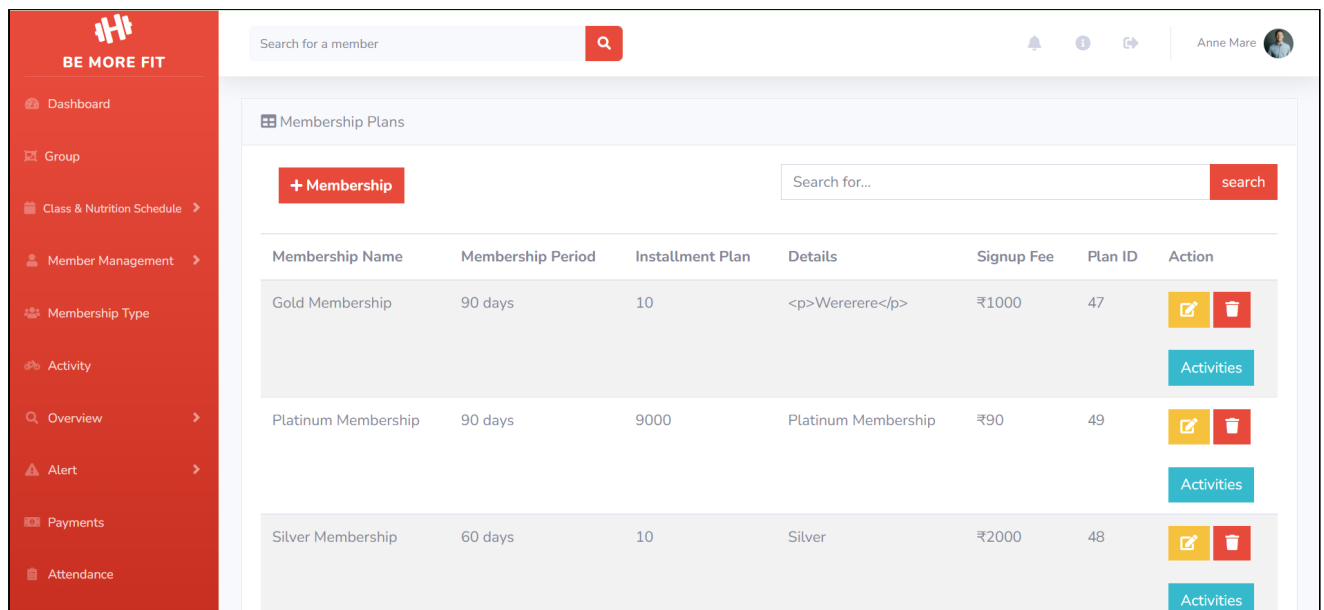 BE MORE FIT
Search for a member
Anne Mare
Dashboard
Group
Class & Nutrition Schedule
Member Management
Membership Type
Activity
Overview
Alert
Payments
Attendance
Membership Plans
+ Membership
Search for... search
Membership Name Membership Period Installment Plan Details Signup Fee Plan ID Action
Gold Membership 90 days 10 <p>Wererere</p> ₹1000 47
Activities
Platinum Membership 90 days 9000 Platinum Membership ₹90 49
Activities
Silver Membership 60 days 10 Silver ₹2000 48
Activities